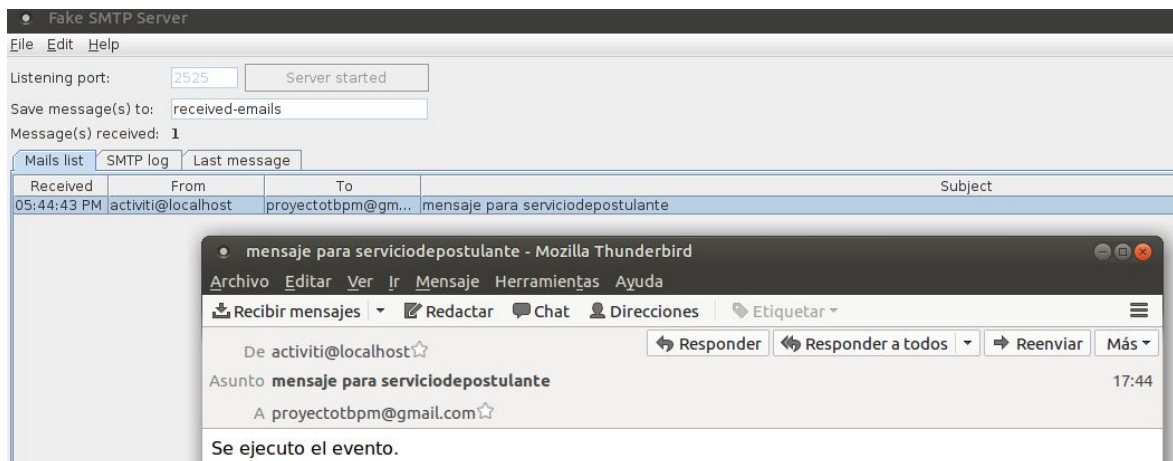 Fake SMTP Server
File Edit Help
Listening port: 2525 Server started
Save message(s) to: received-emails
Message(s) received: 1
Mails list SMTP log Last message
Received From To Subject
05:44:43 PM activiti@localhost proyectotbpm@gm... mensaje para serviciodepostulante
mensaje para serviciodepostulante - Mozilla Thunderbird
Archivo Editar Ver Ir Mensaje Herramientas Ayuda
Recibir mensajes Redactar Chat Direcciones Etiquetar
De activiti@localhost Responder Responder a todos Reenviar Más
Asunto mensaje para serviciodepostulante 17:44
A proyectotbpm@gmail.com
Se ejecuto el evento.